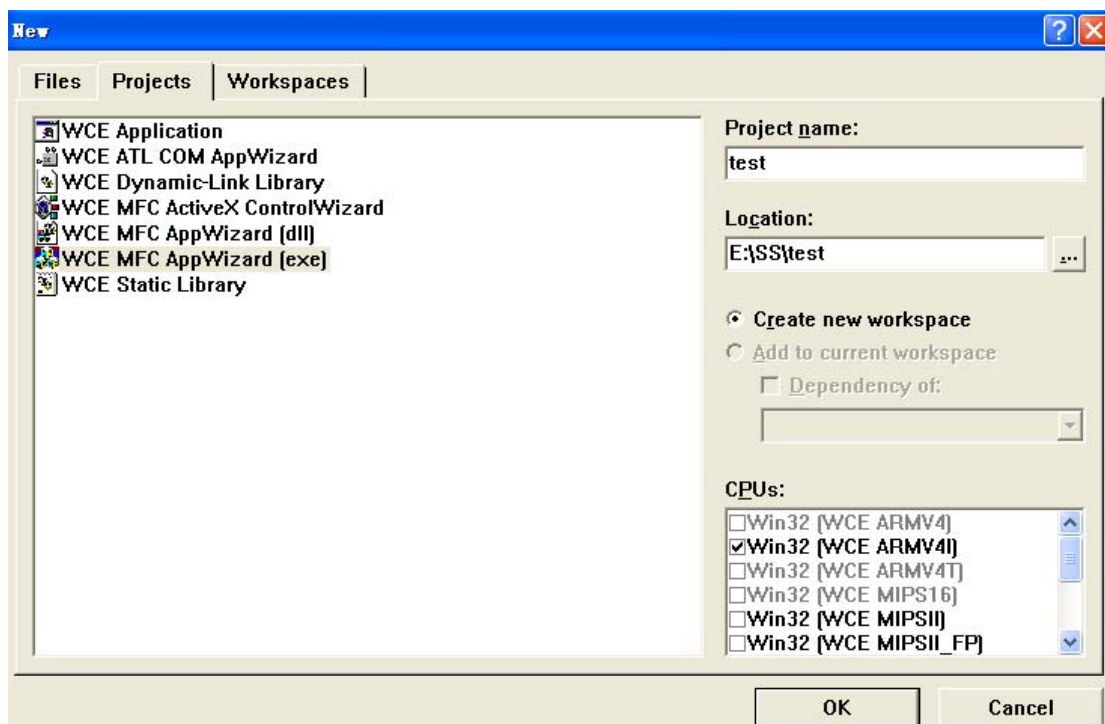 New
Files Projects Workspaces
WCE Application
WCE ATL COM AppWizard
WCE Dynamic-Link Library
WCE MFC ActiveX ControlWizard
WCE MFC AppWizard (dll)
WCE MFC AppWizard (exe)
WCE Static Library
Project name:
test
Location:
E:\SS\test
...
Create new workspace
Add to current workspace
Dependency of:
CPUs:
Win32 (WCE ARMV4)
Win32 (WCE ARMV4I)
Win32 (WCE ARMV4T)
Win32 (WCE MIPS16)
Win32 (WCE MIPSII)
Win32 (WCE MIPSII_FP)
OK Cancel